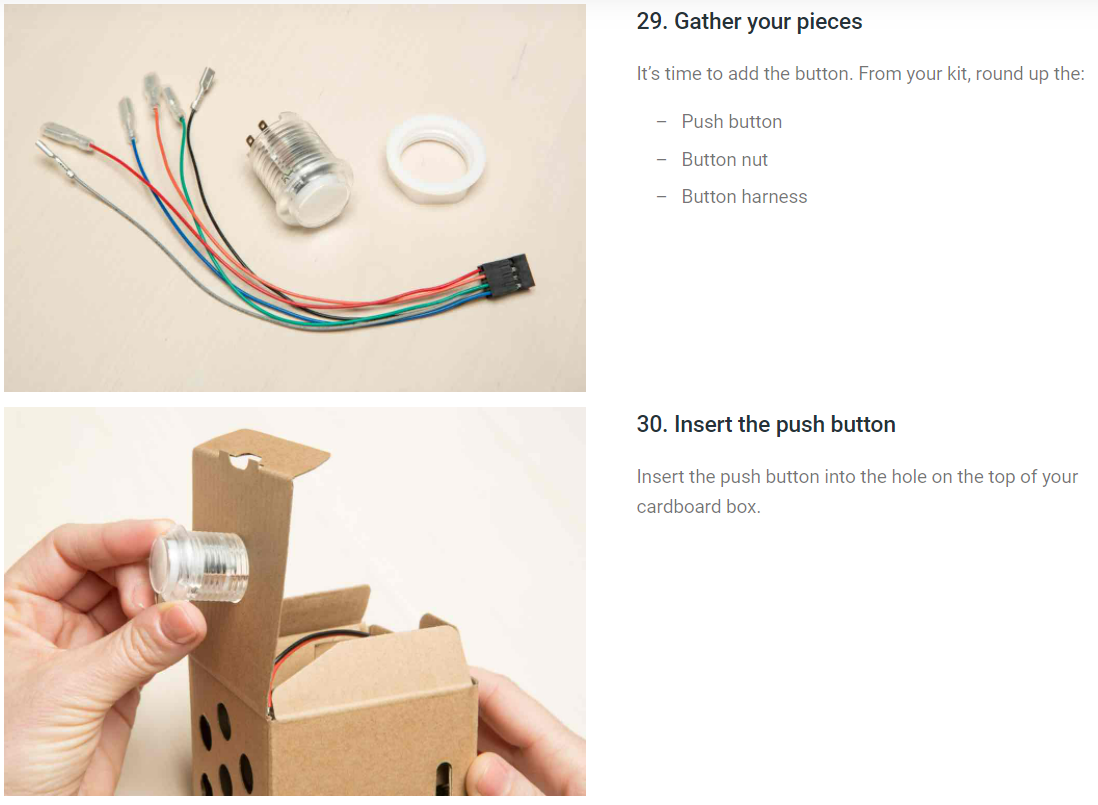 29. Gather your pieces
It’s time to add the button. From your kit, round up the:
– Push button
– Button nut
– Button harness
30. Insert the push button
Insert the push button into the hole on the top of your
cardboard box.